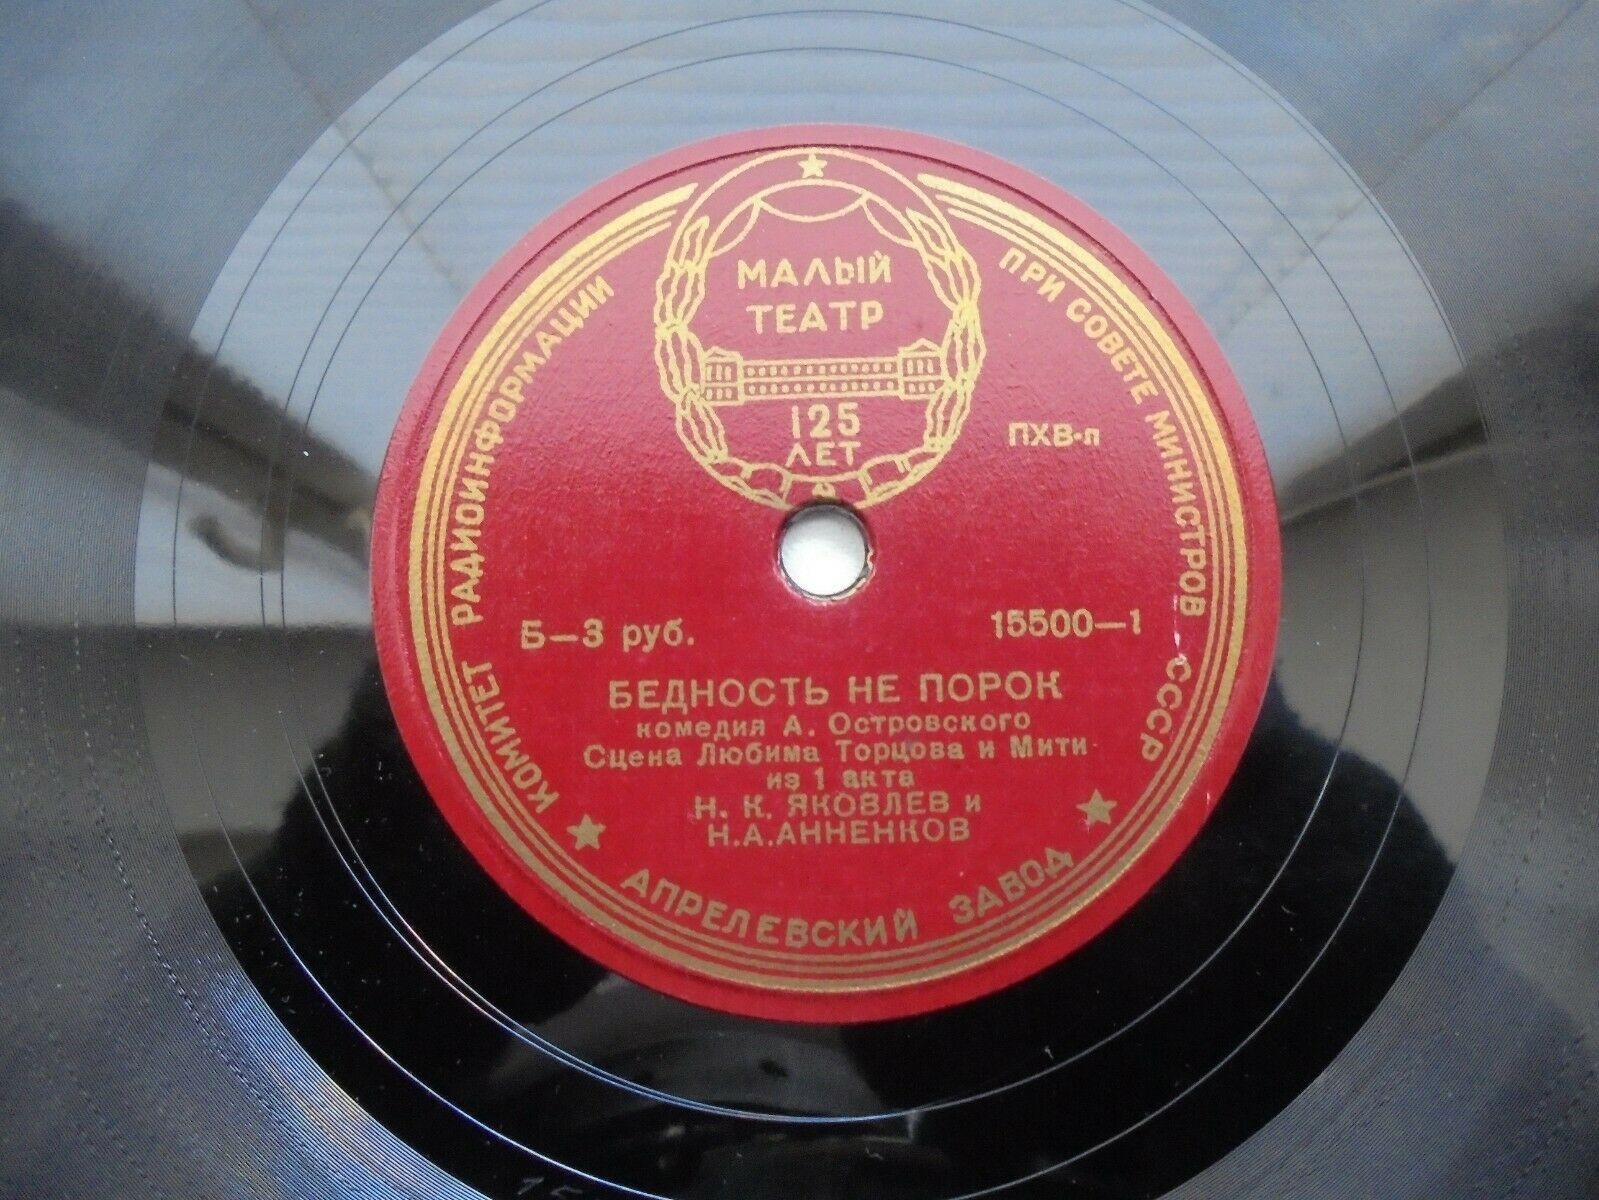 КОМИТЕТ РАДИОИНФОРМАЦИИ ПРИ СОВЕТЕ МИНИСТРОВ СССР
МАЛЫЙ
ТЕАТР
125
ЛЕТ
ПХВ-л
Б—3 руб. 15500—1
БЕДНОСТЬ НЕ ПОРОК
комедия А. Островского
Сцена Любима Торцова и Мити
из 1 акта
Н. К. ЯКОВЛЕВ и
Н.А.АННЕНКОВ
АПРЕЛЕВСКИЙ ЗАВОД